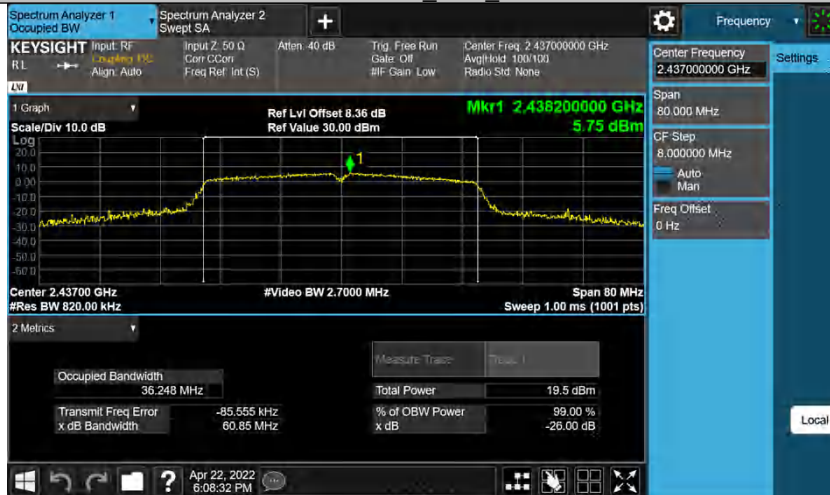 Spectrum Analyzer 1
Occupied BW
Spectrum Analyzer 2
Swept SA
Frequency
KEYSIGHT
RL
Input: RF
Coupling: DC
Align: Auto
Input Z: 50 Ω
Corr CCorr
Freq Ref: Int (S)
Atten: 40 dB
Trig: Free Run
Gate: Off
#IF Gain: Low
Center Freq: 2.437000000 GHz
Avg|Hold: 100/100
Radio Std: None
LNI
Center Frequency
2.437000000 GHz
Settings
Span
80.000 MHz
CF Step
8.000000 MHz
Auto
Man
Freq Offset
0 Hz
Local
1 Graph
Scale/Div 10.0 dB
Ref Lvl Offset 8.36 dB
Ref Value 30.00 dBm
Mkr1 2.438200000 GHz
5.75 dBm
Log
20.0
10.0
0.00
-10.0
-20.0
-30.0
-40.0
-50.0
-60.0
1
Center 2.43700 GHz
#Res BW 820.00 kHz
#Video BW 2.7000 MHz
Span 80 MHz
Sweep 1.00 ms (1001 pts)
2 Metrics
Measure Trace
Trace 1
Occupied Bandwidth
36.248 MHz
Total Power
19.5 dBm
Transmit Freq Error
-85.555 kHz
% of OBW Power
99.00 %
x dB Bandwidth
60.85 MHz
x dB
-26.00 dB
Apr 22, 2022
6:08:32 PM